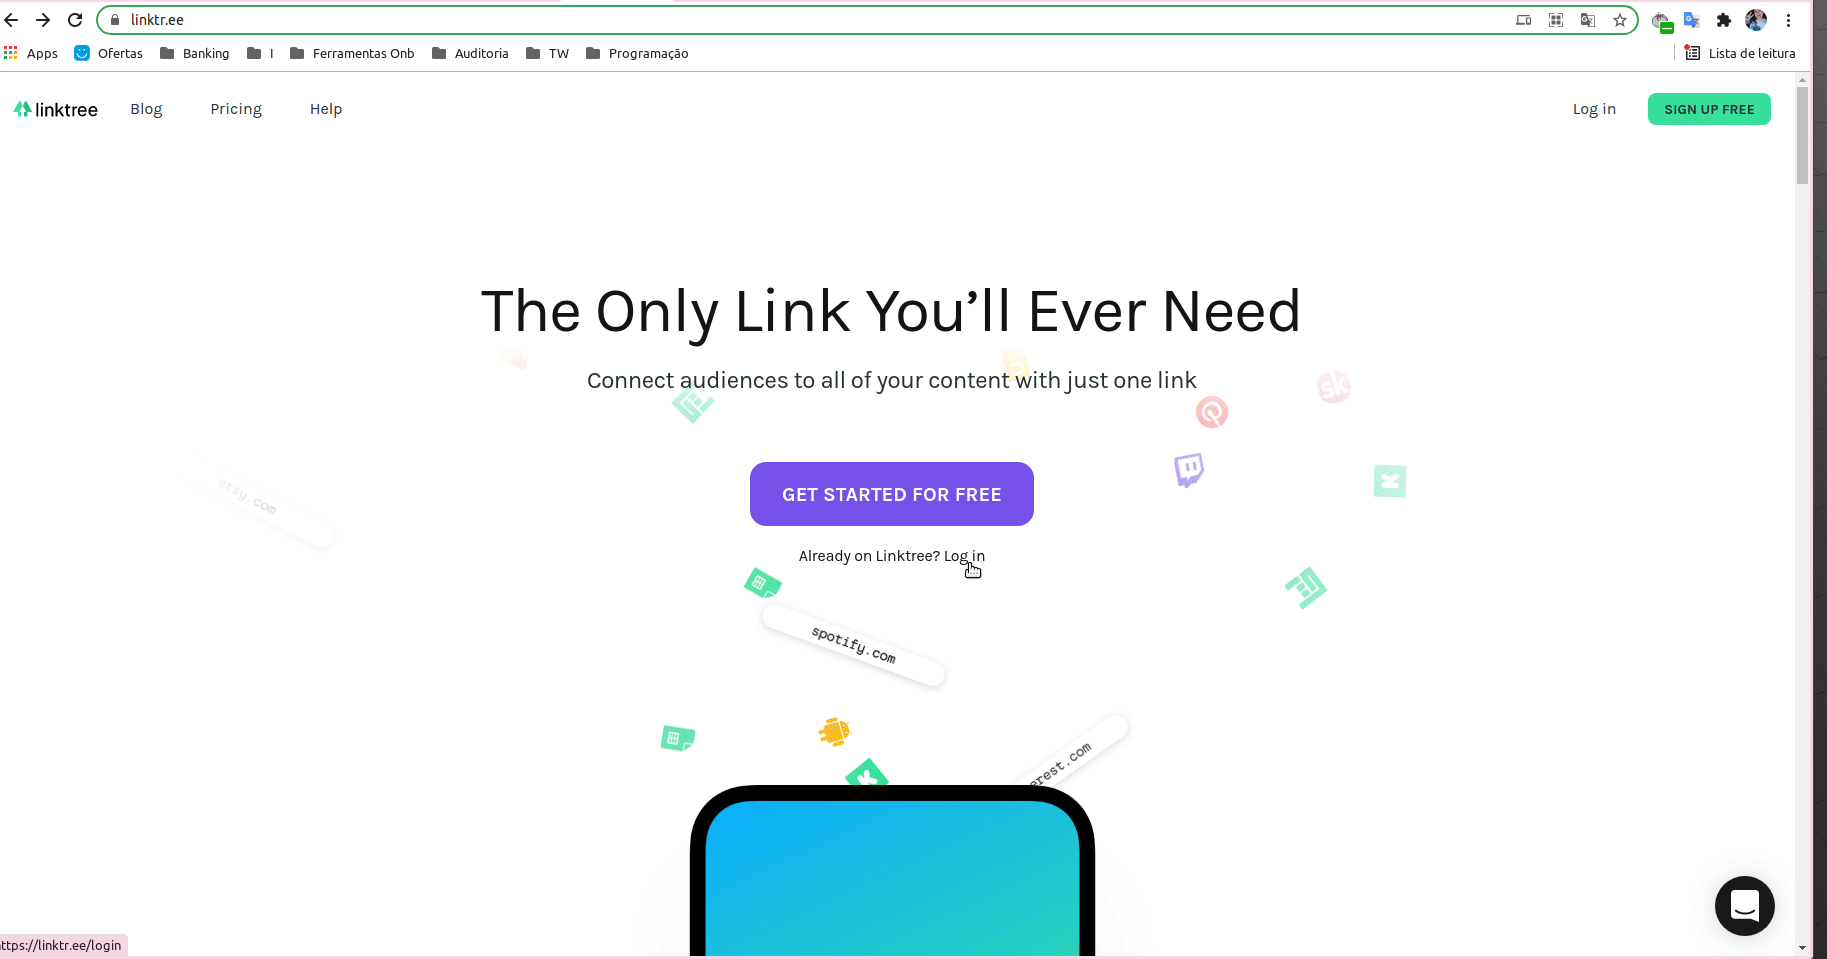 linktr.ee
Apps Ofertas Banking I Ferramentas Onb Auditoria TW Programação Lista de leitura
linktree Blog Pricing Help Log in SIGN UP FREE
The Only Link You’ll Ever Need
Connect audiences to all of your content with just one link
sk
etsy.com
GET STARTED FOR FREE
Already on Linktree? Log in
spotify.com
erest.com
ttps://linktr.ee/login